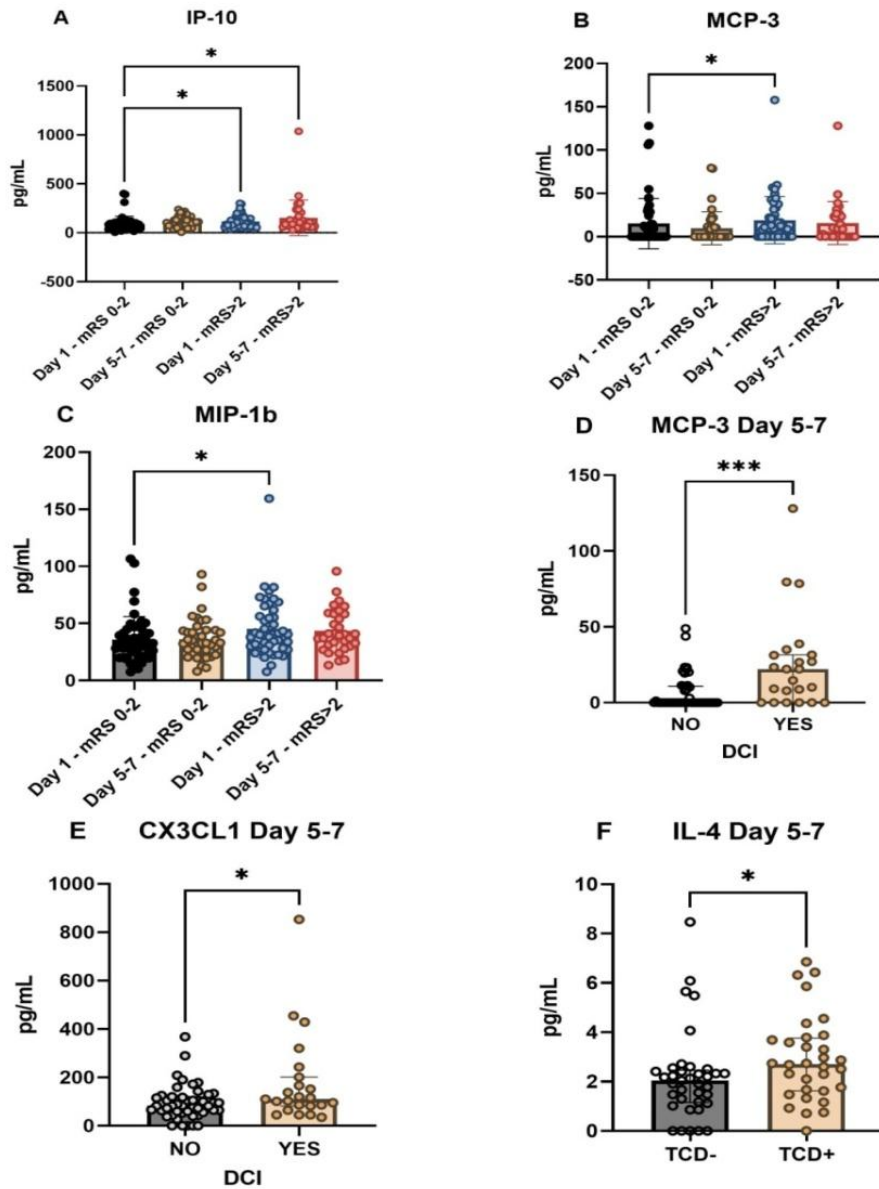 A IP-10
*
*
1500
1000
500
0
-500
pg/mL
Day 1 - mRS 0-2
Day 5-7 - mRS 0-2
Day 1 - mRS>2
Day 5-7 - mRS>2
B MCP-3
*
200
150
100
50
0
-50
pg/mL
Day 1 - mRS 0-2
Day 5-7 - mRS 0-2
Day 1 - mRS>2
Day 5-7 - mRS>2
C MIP-1b
*
200
150
100
50
0
pg/mL
Day 1 - mRS 0-2
Day 5-7 - mRS 0-2
Day 1 - mRS>2
Day 5-7 - mRS>2
D MCP-3 Day 5-7
***
150
100
50
0
pg/mL
NO YES
DCI
E CX3CL1 Day 5-7
*
1000
800
600
400
200
0
pg/mL
NO YES
DCI
F IL-4 Day 5-7
*
10
8
6
4
2
0
pg/mL
TCD- TCD+